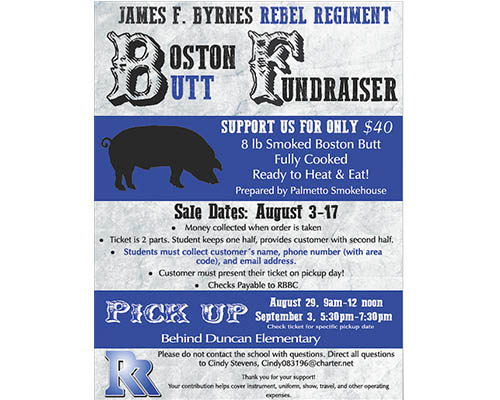 JAMES F. BYRNES REBEL REGIMENT
BOSTON BUTT FUNDRAISER
SUPPORT US FOR ONLY $40
8 lb Smoked Boston Butt
Fully Cooked
Ready to Heat & Eat!
Prepared by Palmetto Smokehouse
Sale Dates: August 3-17
• Money collected when order is taken
• Ticket is 2 parts. Student keeps one half, provides customer with second half.
• Students must collect customer´s name, phone number (with area
code), and email address.
• Customer must present their ticket on pickup day!
• Checks Payable to RBBC
PICK UP
August 29, 9am-12 noon
September 3, 5:30pm-7:30pm
Check ticket for specific pickup date
Behind Duncan Elementary
Please do not contact the school with questions. Direct all questions
to Cindy Stevens, Cindy083196@charter.net
Thank you for your support!
Your contribution helps cover instrument, uniform, show, travel, and other operating
expenses.
RR